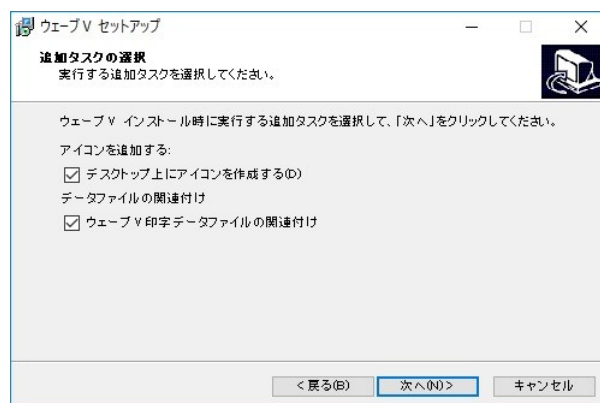 ウェーブV セットアップ
追加タスクの選択
実行する追加タスクを選択してください。
ウェーブV インストール時に実行する追加タスクを選択して、「次へ」をクリックしてください。
アイコンを追加する:
デスクトップ上にアイコンを作成する(D)
データファイルの関連付け
ウェーブV印字データファイルの関連付け
< 戻る(B) 次へ(N) > キャンセル